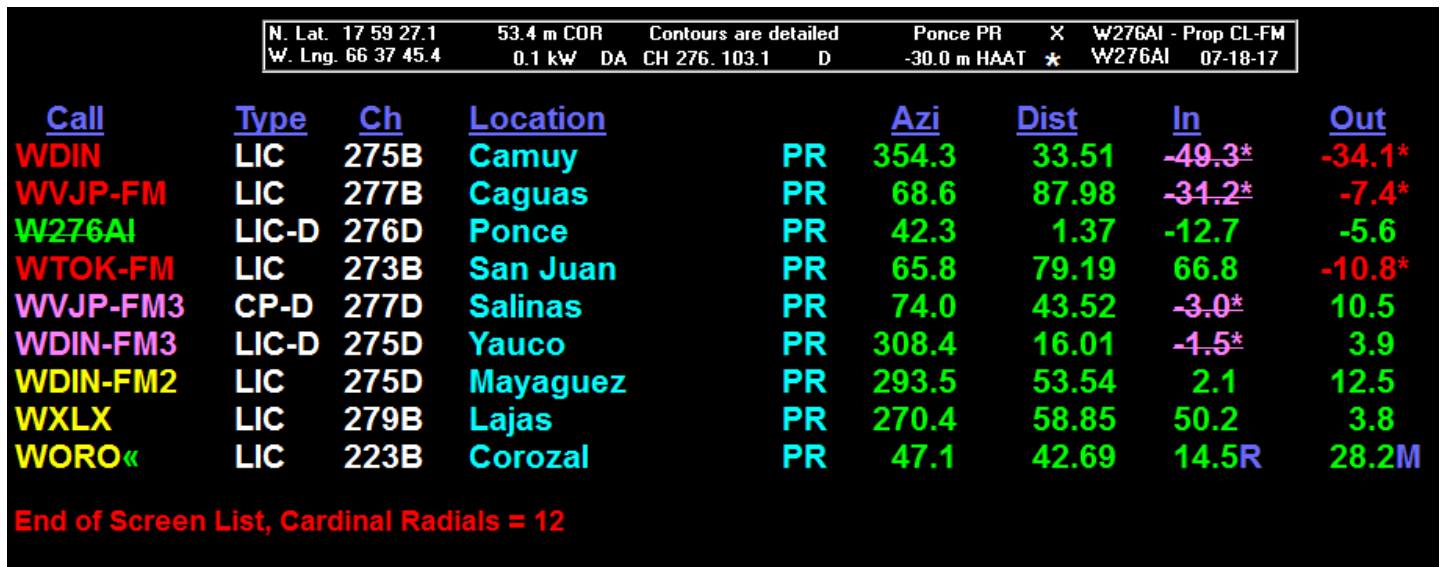 N. Lat. 17 59 27.1 53.4 m COR Contours are detailed Ponce PR X W276AI - Prop CL-FM
W. Lng. 66 37 45.4 0.1 kW DA CH 276. 103.1 D -30.0 m HAAT * W276AI 07-18-17
Call Type Ch Location Azi Dist In Out
WDIN LIC 275B Camuy PR 354.3 33.51 -49.3* -34.1*
WVJP-FM LIC 277B Caguas PR 68.6 87.98 -31.2* -7.4*
W276AI LIC-D 276D Ponce PR 42.3 1.37 -12.7 -5.6
WTOK-FM LIC 273B San Juan PR 65.8 79.19 66.8 -10.8*
WVJP-FM3 CP-D 277D Salinas PR 74.0 43.52 -3.0* 10.5
WDIN-FM3 LIC-D 275D Yauco PR 308.4 16.01 -1.5* 3.9
WDIN-FM2 LIC 275D Mayaguez PR 293.5 53.54 2.1 12.5
WXLX LIC 279B Lajas PR 270.4 58.85 50.2 3.8
WORO« LIC 223B Corozal PR 47.1 42.69 14.5R 28.2M
End of Screen List, Cardinal Radials = 12